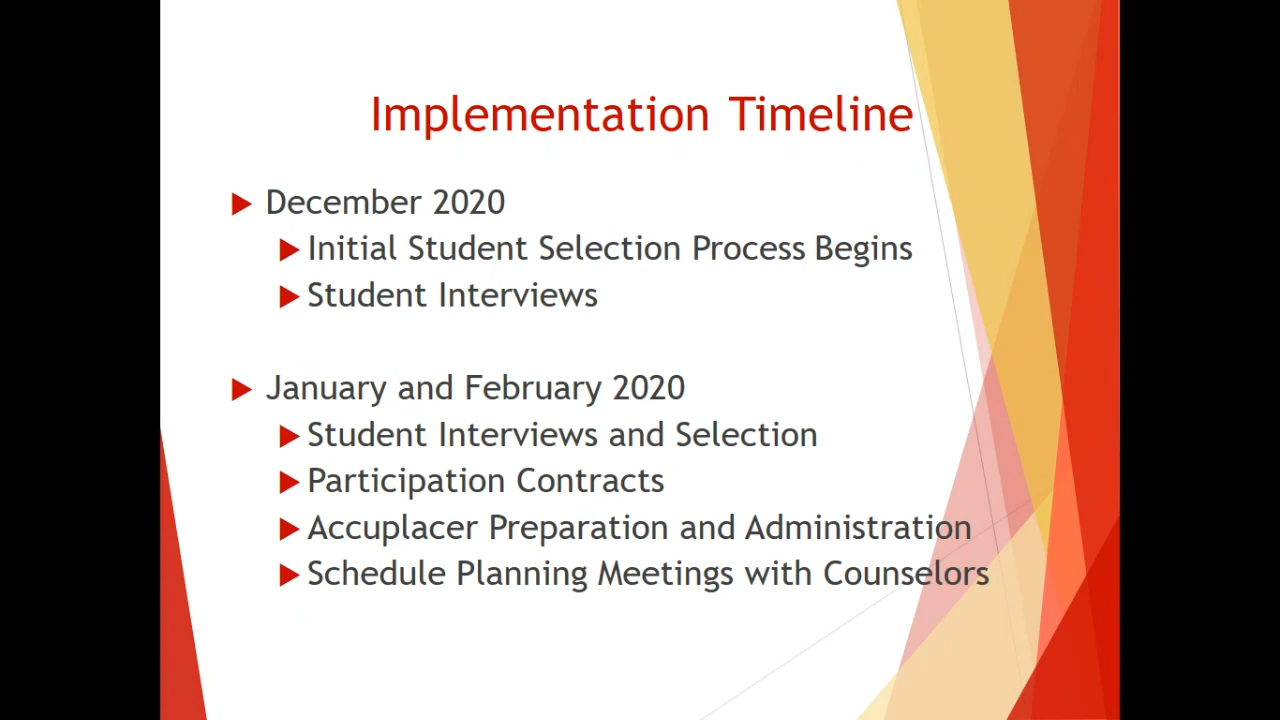 Implementation Timeline
December 2020
Initial Student Selection Process Begins
Student Interviews
January and February 2020
Student Interviews and Selection
Participation Contracts
Accuplacer Preparation and Administration
Schedule Planning Meetings with Counselors